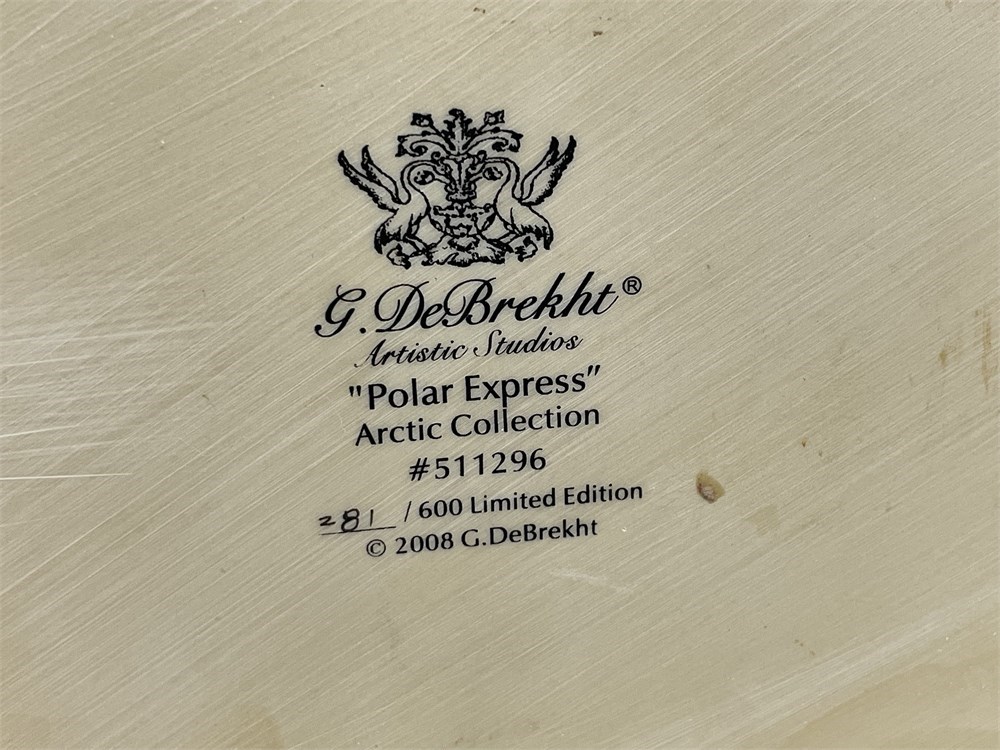 G. DeBrekht®
Artistic Studios
"Polar Express"
Arctic Collection
#511296
281 / 600 Limited Edition
© 2008 G.DeBrekht